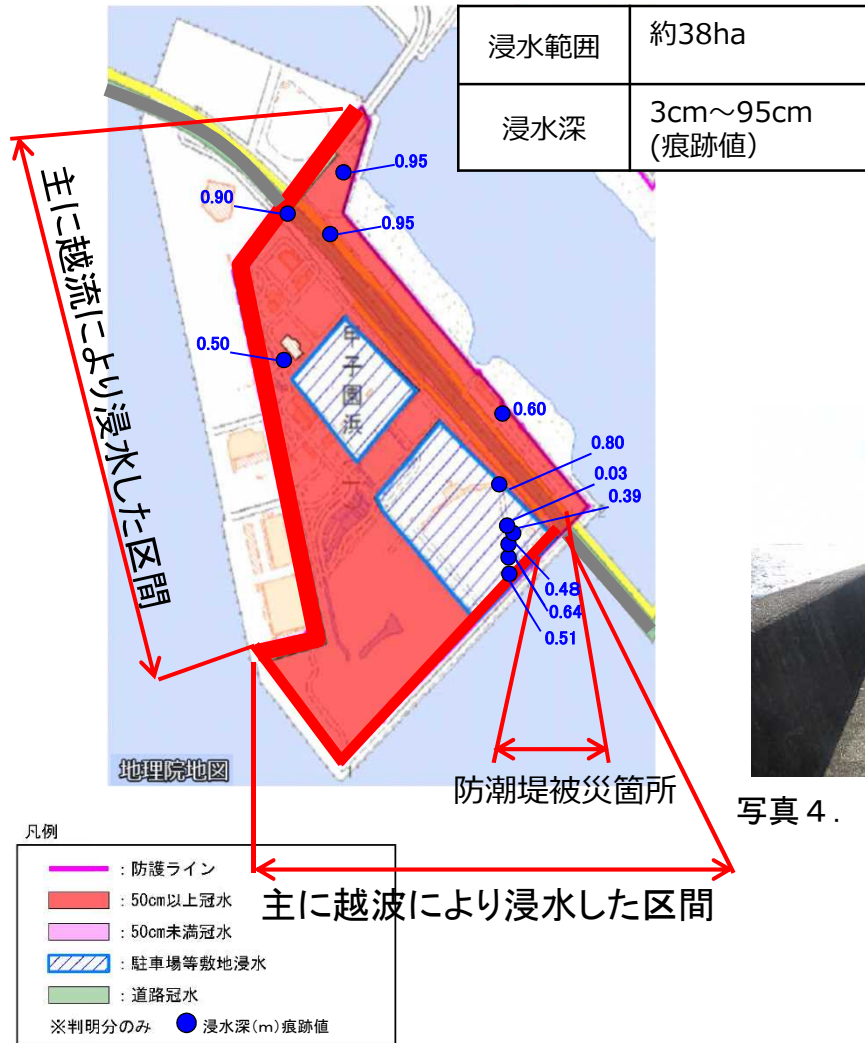 浸水範囲
約38ha
浸水深
3cm～95cm
(痕跡値)
0.95
0.90
0.95
主に越流により浸水した区間
甲子園浜一
0.50
0.60
0.80
0.03
0.39
0.48
0.64
0.51
地理院地図
防潮堤被災箇所
写真４.
凡例
：防護ライン
主に越波により浸水した区間
：50cm以上冠水
：50cm未満冠水
：駐車場等敷地浸水
：道路冠水
※判明分のみ
浸水深(m)痕跡値